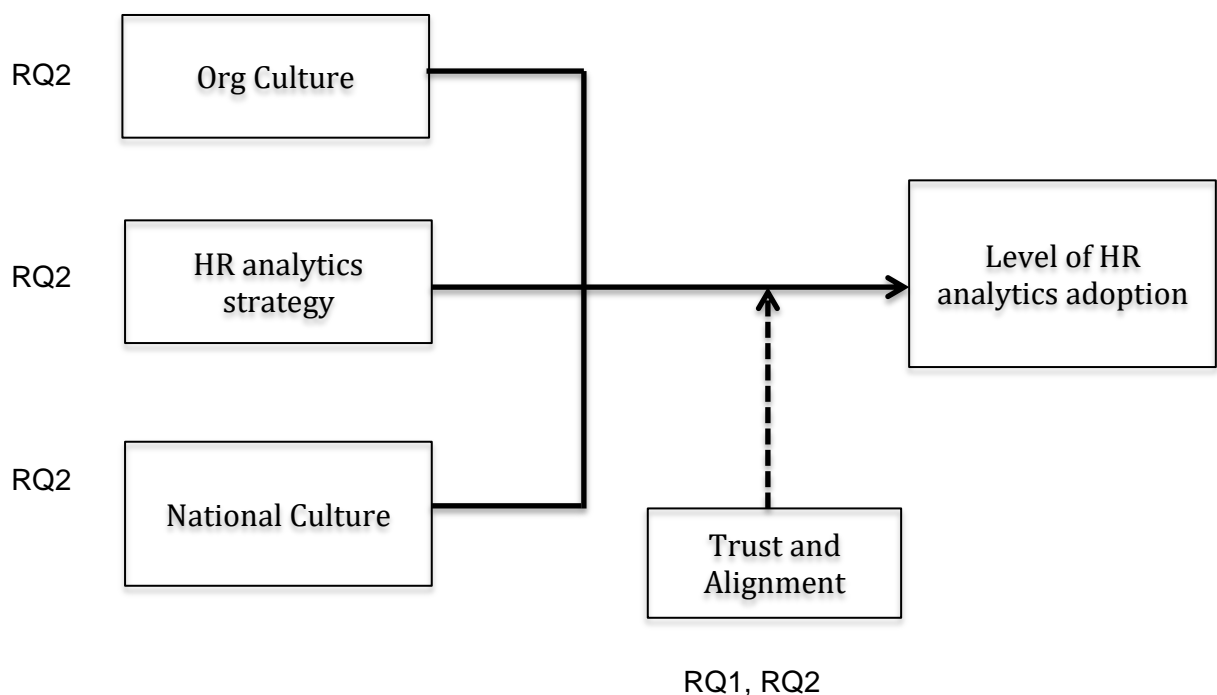 RQ2
Org Culture
RQ2
HR analytics
strategy
Level of HR
analytics adoption
RQ2
National Culture
Trust and
Alignment
RQ1, RQ2